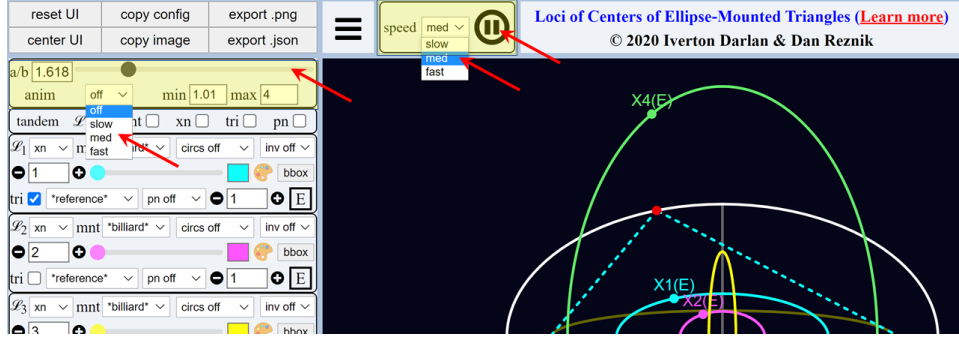 reset UI copy config export .png
center UI copy image export .json
speed med
slow
med
fast
Loci of Centers of Ellipse-Mounted Triangles (Learn more)
© 2020 Iverton Darlan & Dan Reznik
a/b 1.618
anim off min 1.01 max 4
off
slow
med
fast
tandem xn tri pn
ℒ1 xn circs off inv off
1 bbox
tri *reference* pn off 1 E
ℒ2 xn mnt *billiard* circs off inv off
2 bbox
tri *reference* pn off 1 E
ℒ3 xn mnt *billiard* circs off inv off
3 bbox
X4(E)
X1(E)
X2(E)